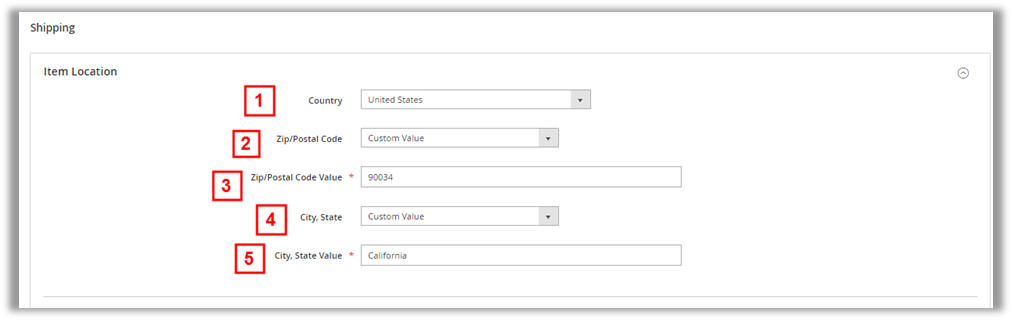 Shipping
Item Location
1 Country United States
2 Zip/Postal Code Custom Value
3 Zip/Postal Code Value * 90034
4 City, State Custom Value
5 City, State Value * California